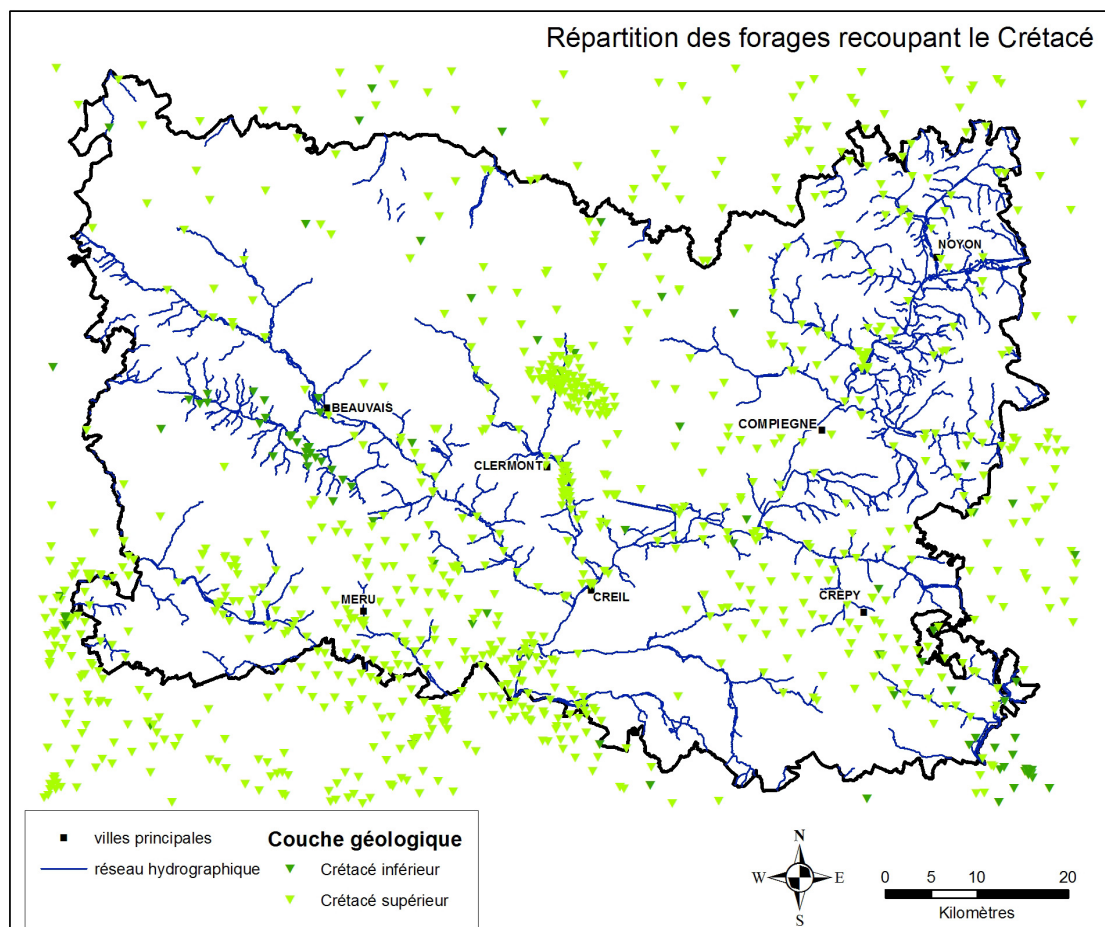 Répartition des forages recoupant le Crétacé
NOYON
BEAUVAIS
COMPIEGNE
CLERMONT
CREIL
MERU
CREPY
villes principales
réseau hydrographique
Couche géologique
Crétacé inférieur
Crétacé supérieur
N
W
E
S
0 5 10 20
Kilomètres